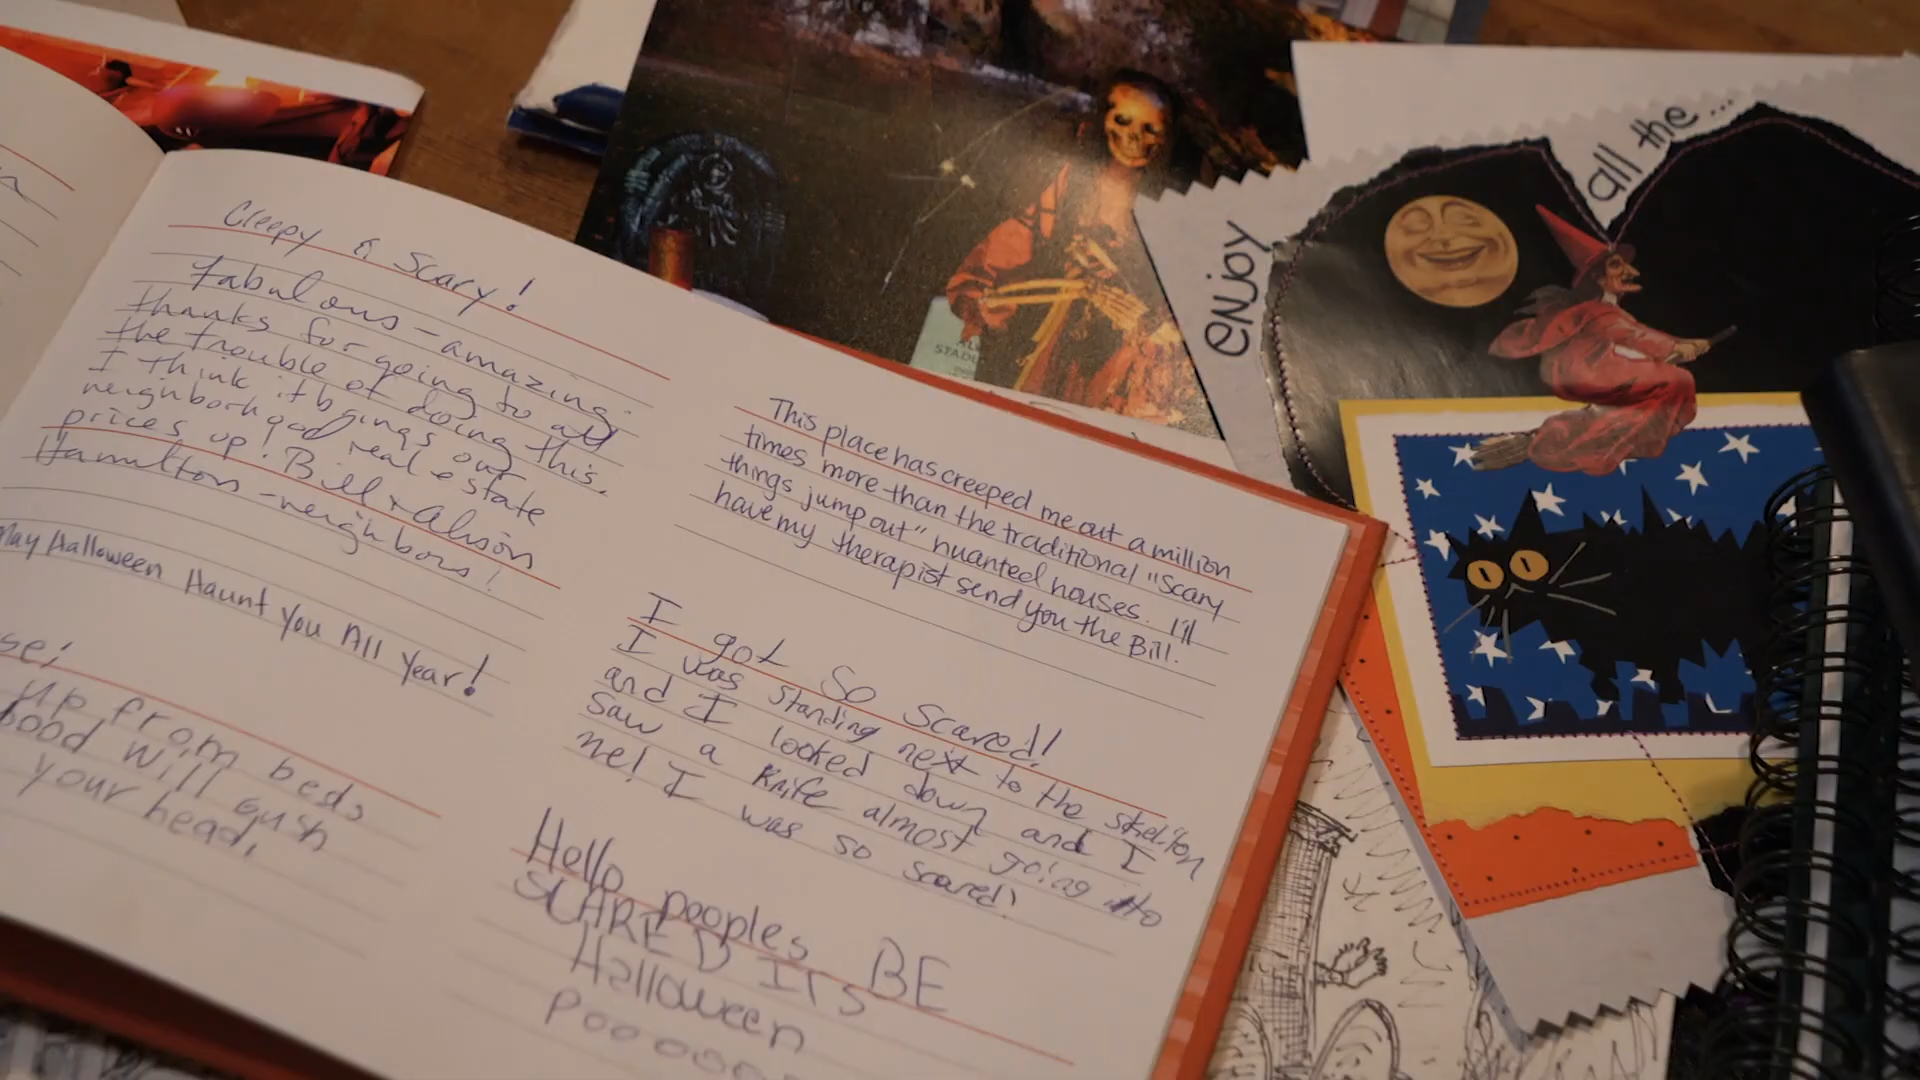 Creepy & Scary!
Fabulous - amazing.
thanks for going to all
the trouble of doing this.
I think it brings our
neighborhood real estate
prices up! Bill + Alison
Hamilton - neighbors!
May Halloween Haunt You All Year!
se;
up from beds
ood will gush
your head,
This place has creeped me out a million
times more than the traditional "Scary
things jump out" huanted houses. I'll
have my therapist send you the Bill.
I got so scared!
I was standing next to the skeliton
and I looked down and I
saw a knife almost going into
me! I was so scared!
Hello peoples BE
SCARED ITS
Halloween
Poooooo
enjoy
all the...